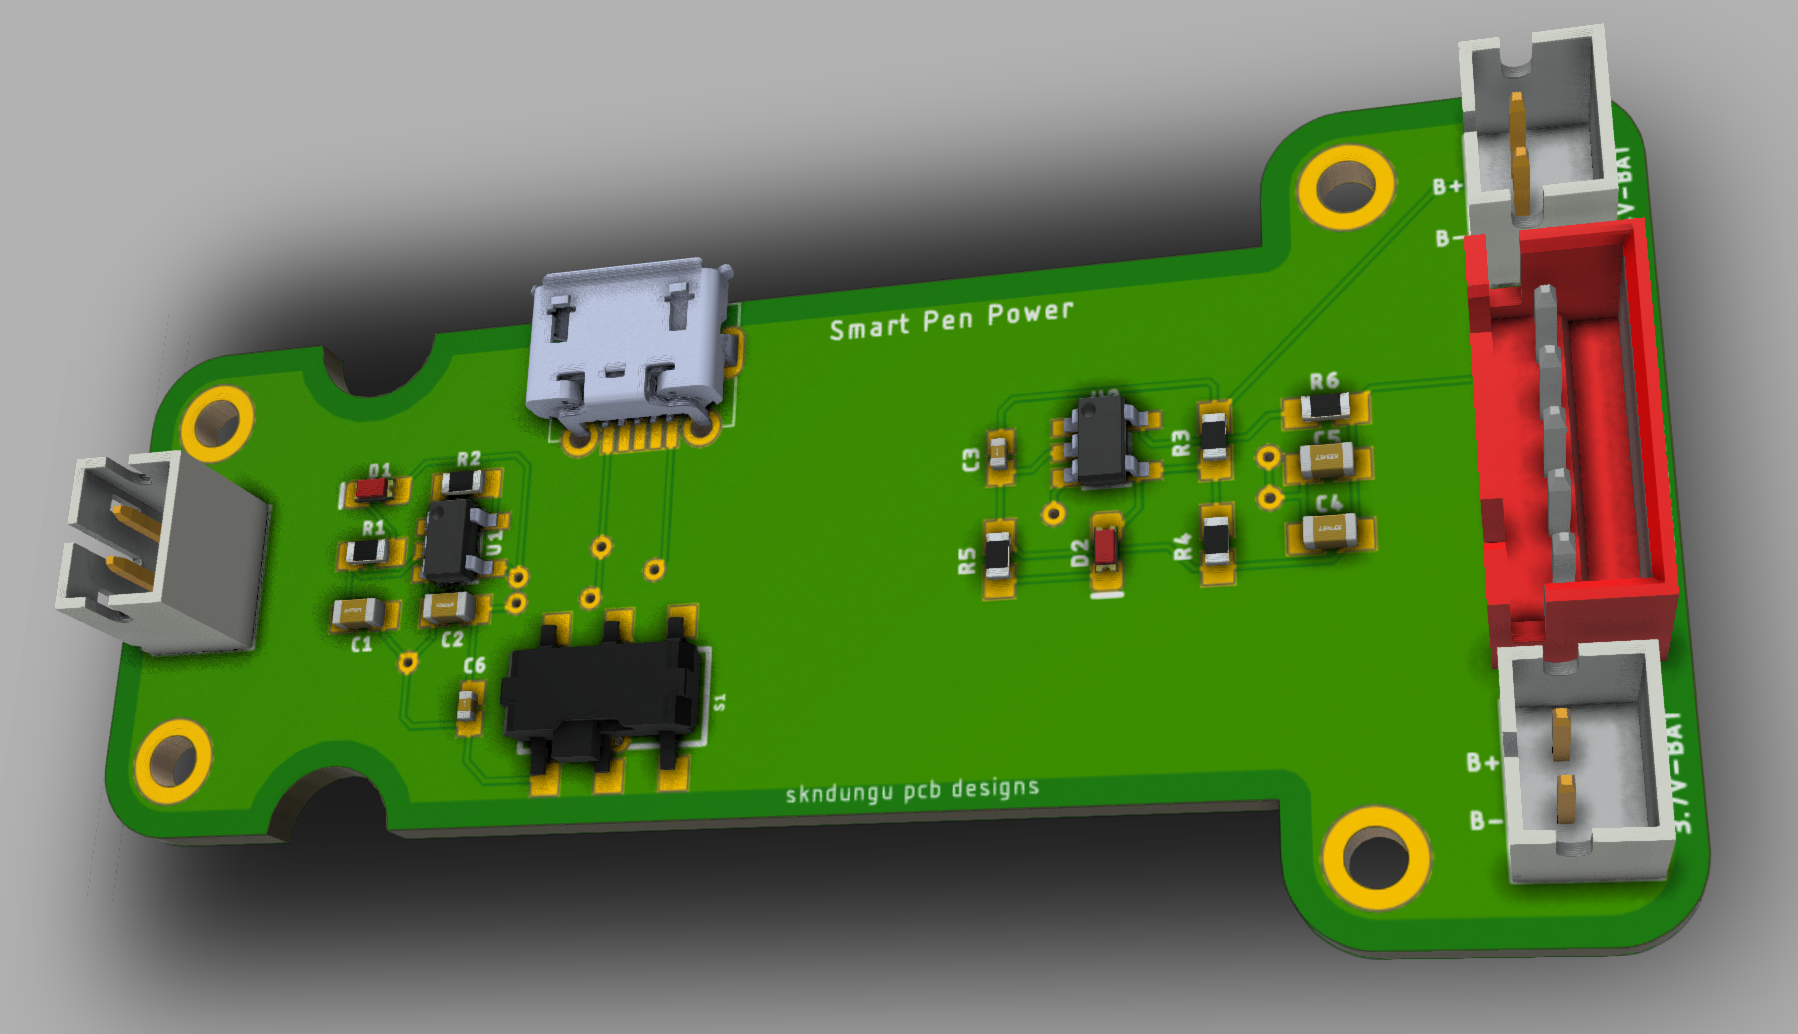 B+
B-
Smart Pen Power
R6
C5
R3
C3
C4
R4
D2
R5
D1
R2
R1
U1
C1
C2
C6
S1
B+
B-
3.7V-BAT
skndungu pcb designs